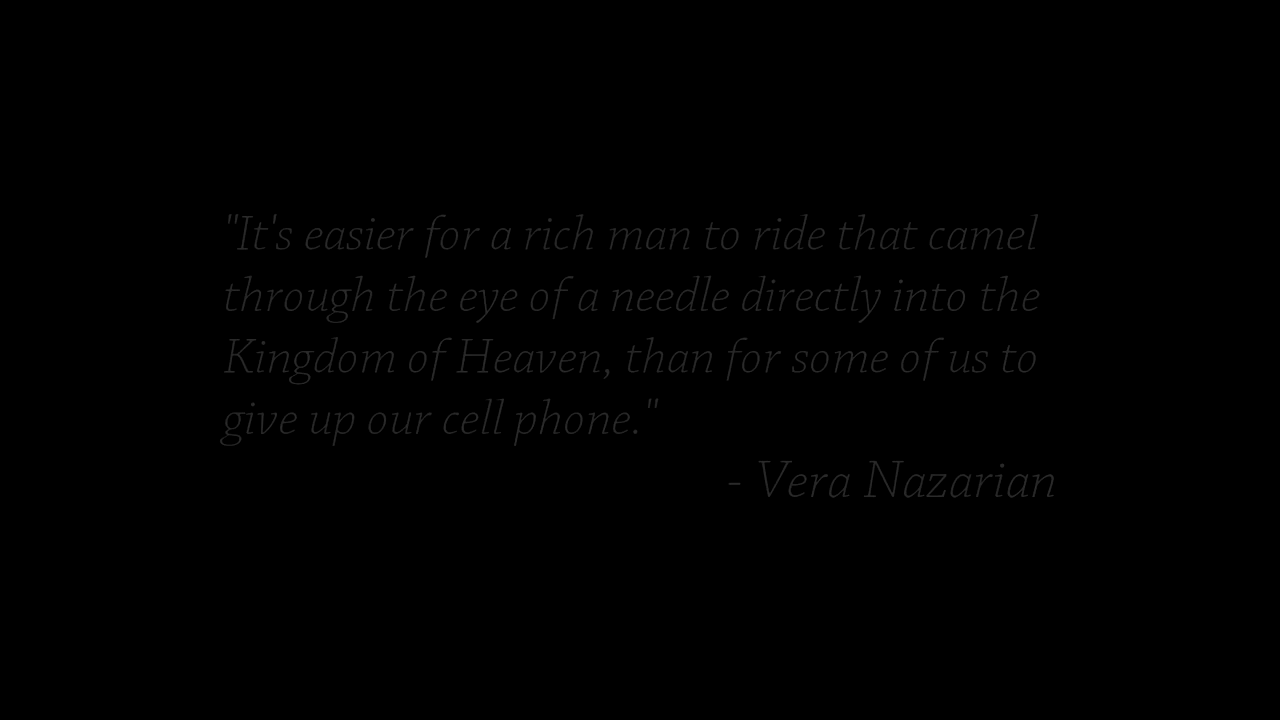 "It's easier for a rich man to ride that camel
through the eye of a needle directly into the
Kingdom of Heaven, than for some of us to
give up our cell phone."
- Vera Nazarian